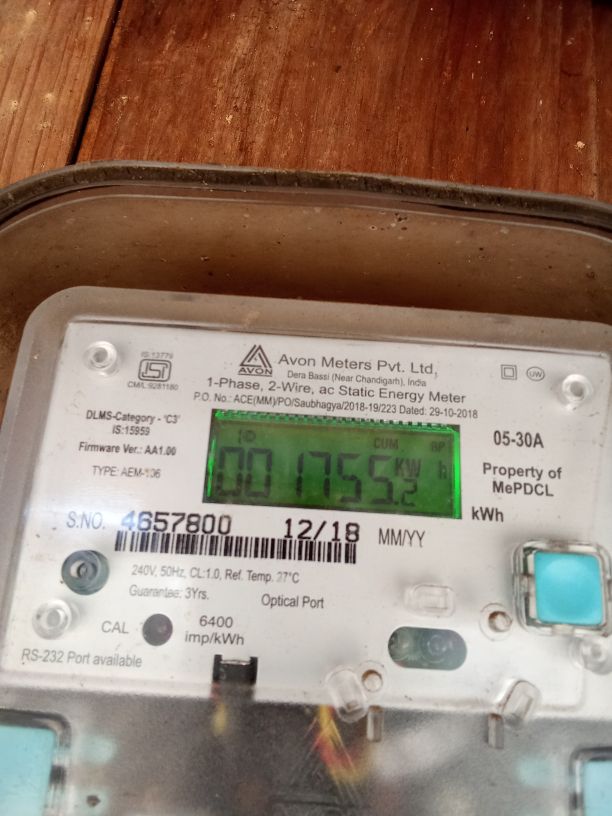 IS:13779
ISI
CM/L:9281180
AVON
Avon Meters Pvt. Ltd.
Dera Bassi (Near Chandigarh), India
1-Phase, 2-Wire, ac Static Energy Meter
P.O. No.: ACE(MM)/PO/Saubhagya/2018-19/223 Dated: 29-10-2018
UW
DLMS-Category - 'C3'
IS:15959
Firmware Ver.: AA1.00
TYPE: AEM-106
CUM
001755.2 KW h
05-30A
Property of
MePDCL
kWh
S.NO. 4657800 12/18 MM/YY
240V, 50Hz, CL:1.0, Ref. Temp. 27°C
Guarantee: 3Yrs.
Optical Port
CAL
6400
imp/kWh
RS-232 Port available